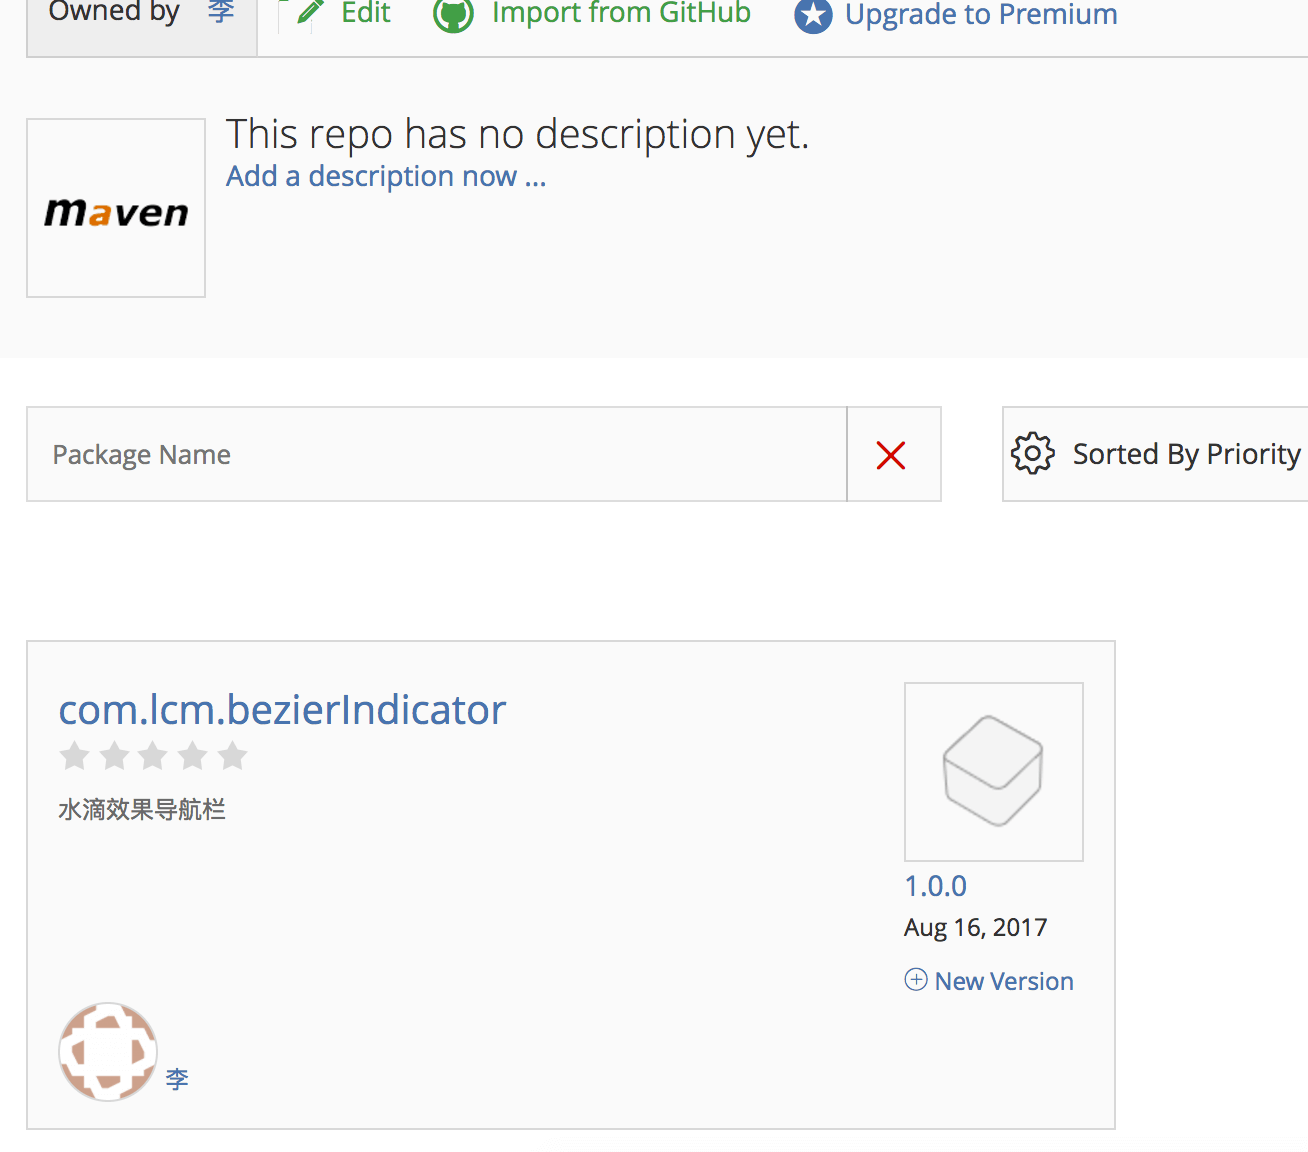 Owned by 李 Edit Import from GitHub Upgrade to Premium
This repo has no description yet.
Add a description now ...
maven
Package Name
Sorted By Priority
com.lcm.bezierIndicator
水滴效果导航栏
1.0.0
Aug 16, 2017
New Version
李